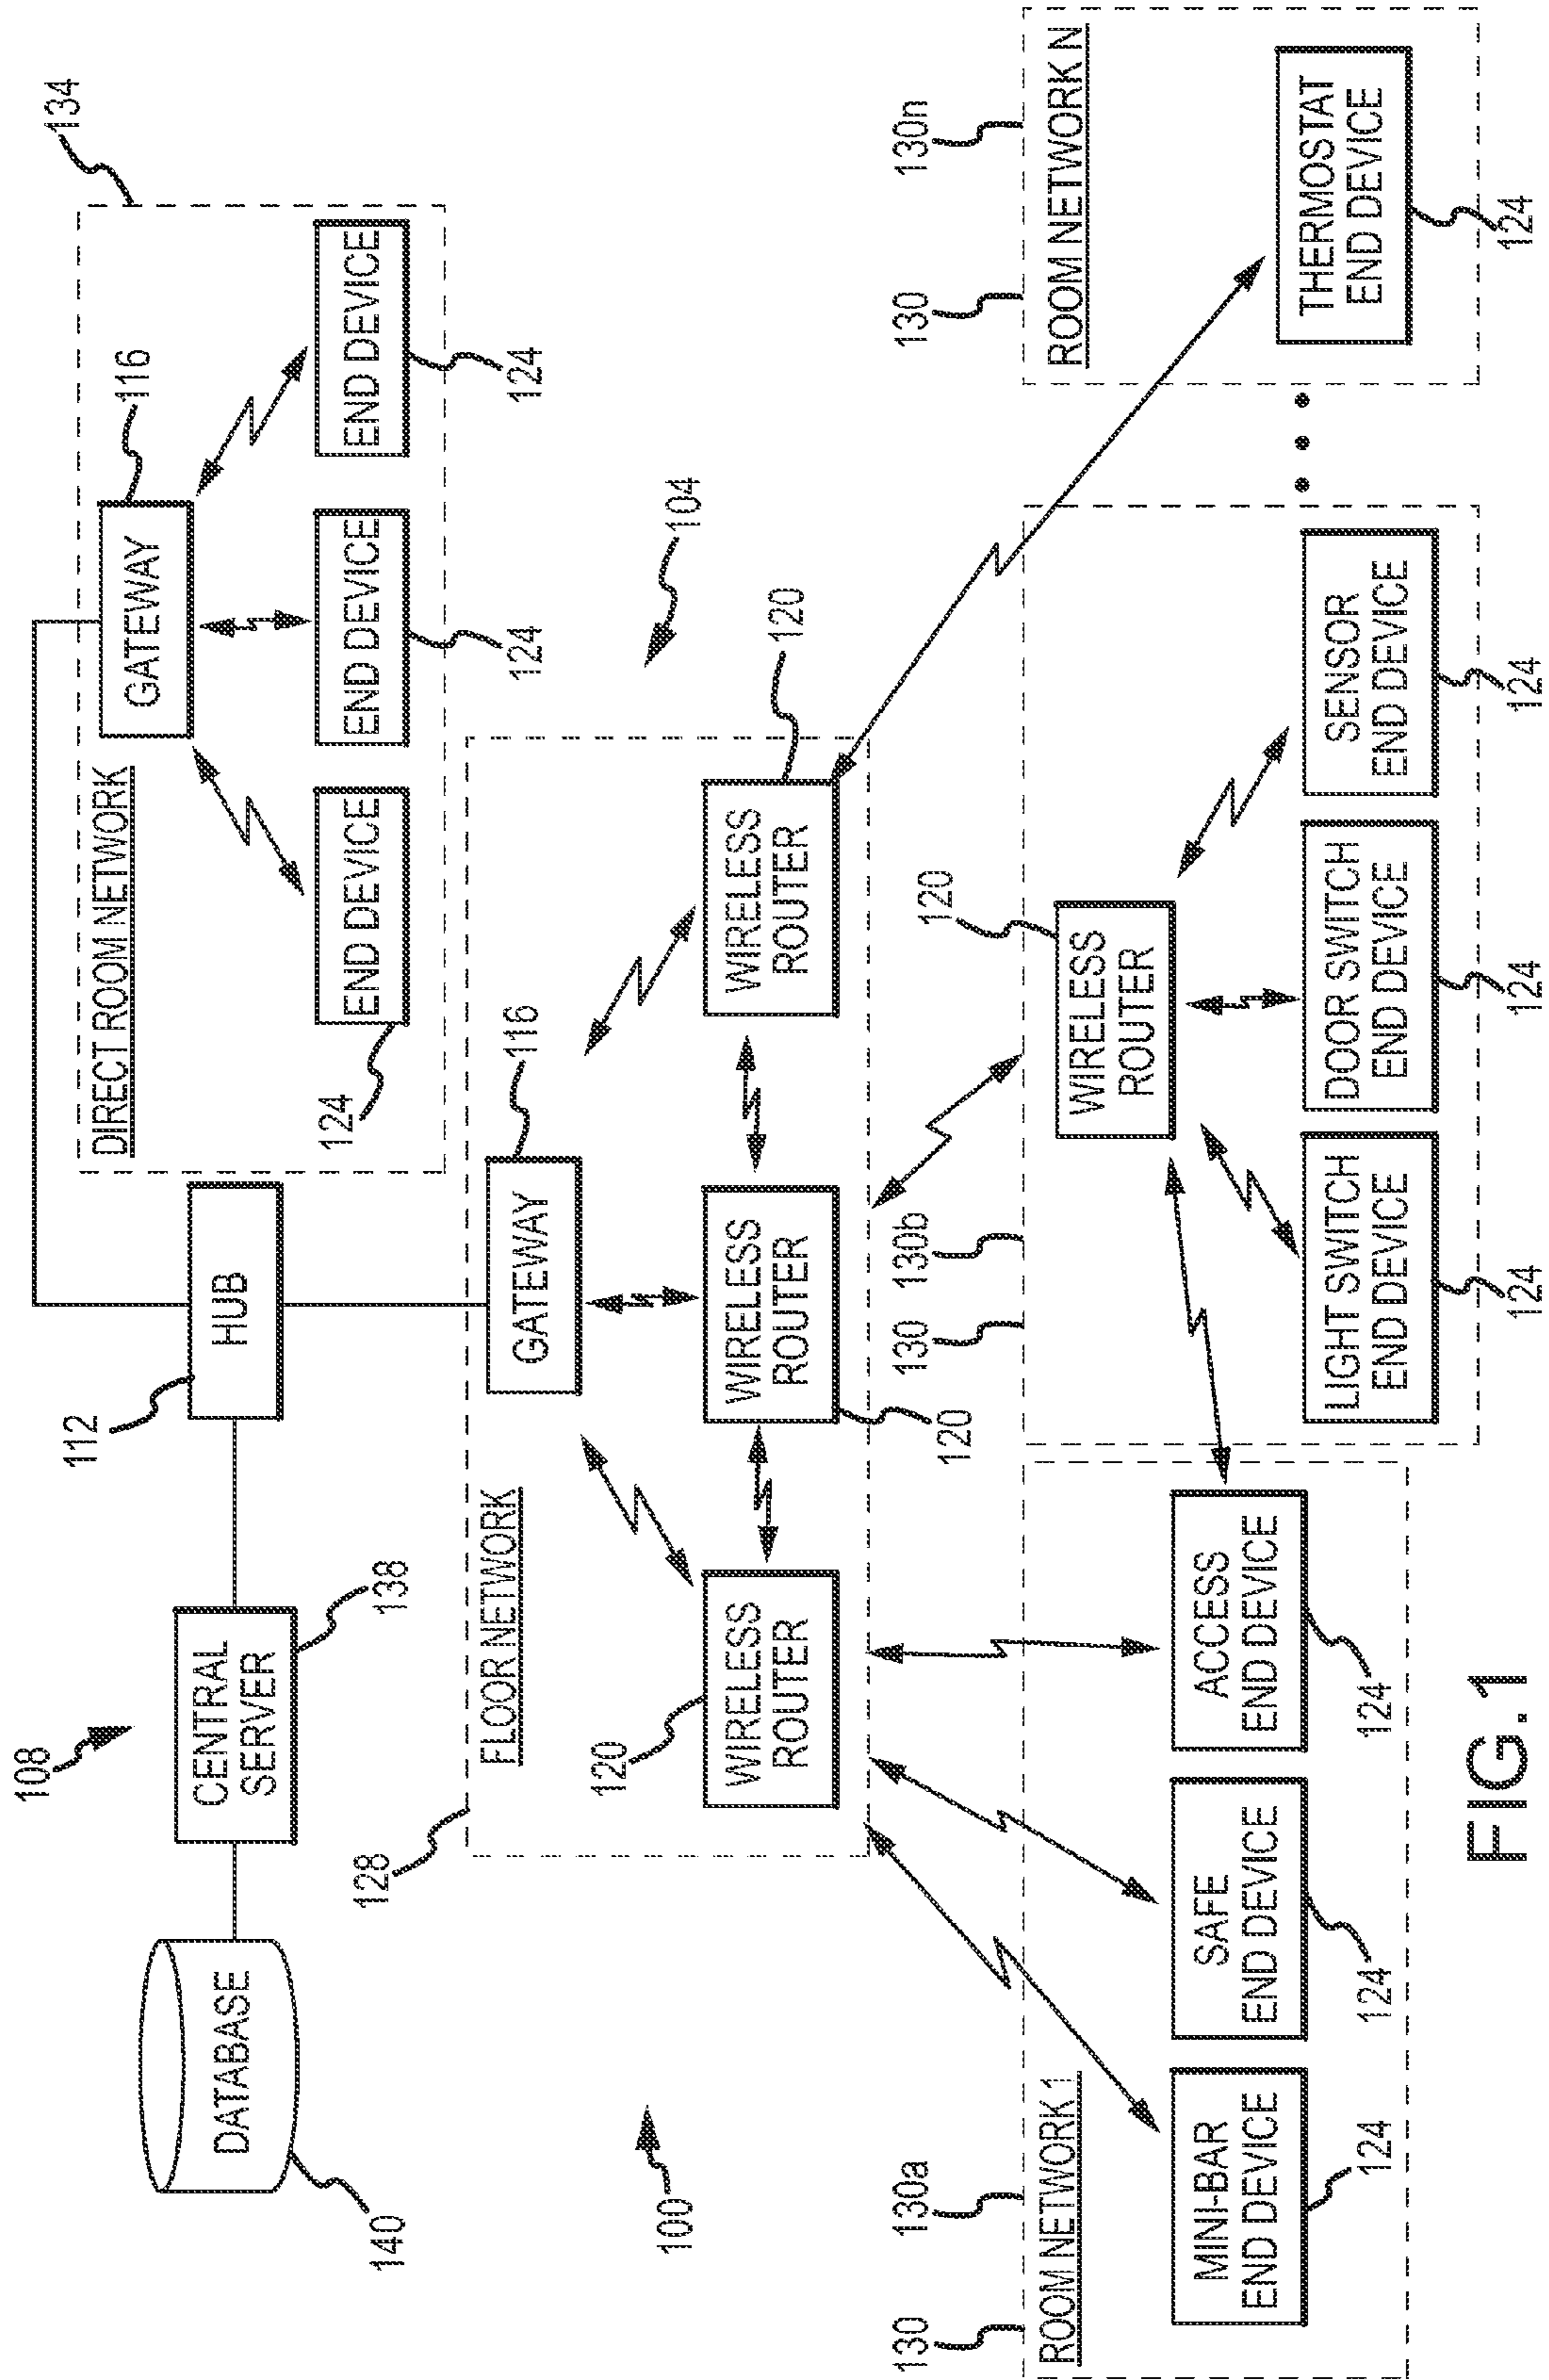 108
134
DATABASE
140
CENTRAL
SERVER
138
112
HUB
DIRECT ROOM NETWORK
GATEWAY
116
END DEVICE
124
END DEVICE
124
END DEVICE
124
100
104
128
FLOOR NETWORK
GATEWAY
116
WIRELESS
ROUTER
120
WIRELESS
ROUTER
120
WIRELESS
ROUTER
120
130
130a
ROOM NETWORK 1
MINI-BAR
END DEVICE
124
SAFE
END DEVICE
124
ACCESS
END DEVICE
124
130
130b
WIRELESS
ROUTER
120
LIGHT SWITCH
END DEVICE
124
DOOR SWITCH
END DEVICE
124
SENSOR
END DEVICE
124
130
130n
ROOM NETWORK N
THERMOSTAT
END DEVICE
124
FIG.1